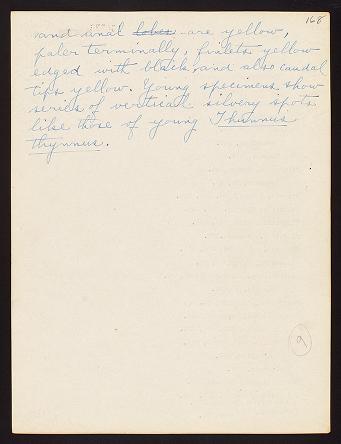 168
and anal lobes are yellow,
paler terminally, finlets yellow
edged with black, and also caudal
tips yellow. Young specimens show
series of vertical silvery spots
like those of young Thunnus
thynnus.
9